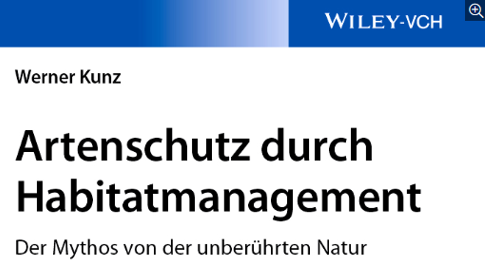 WILEY-VCH
Werner Kunz
Artenschutz durch
Habitatmanagement
Der Mythos von der unberührten Natur